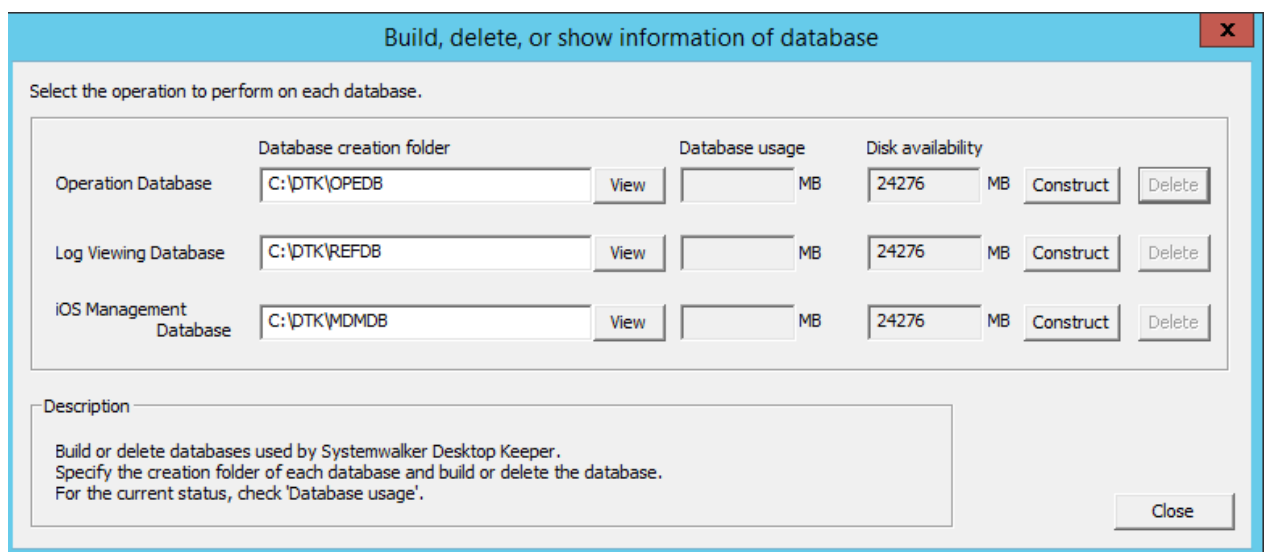 Build, delete, or show information of database
x
Select the operation to perform on each database.
Database creation folder Database usage Disk availability
Operation Database C:\DTK\OPEDB View MB 24276 MB Construct Delete
Log Viewing Database C:\DTK\REFDB View MB 24276 MB Construct Delete
iOS Management
Database C:\DTK\MDMDB View MB 24276 MB Construct Delete
Description
Build or delete databases used by Systemwalker Desktop Keeper.
Specify the creation folder of each database and build or delete the database.
For the current status, check 'Database usage'.
Close